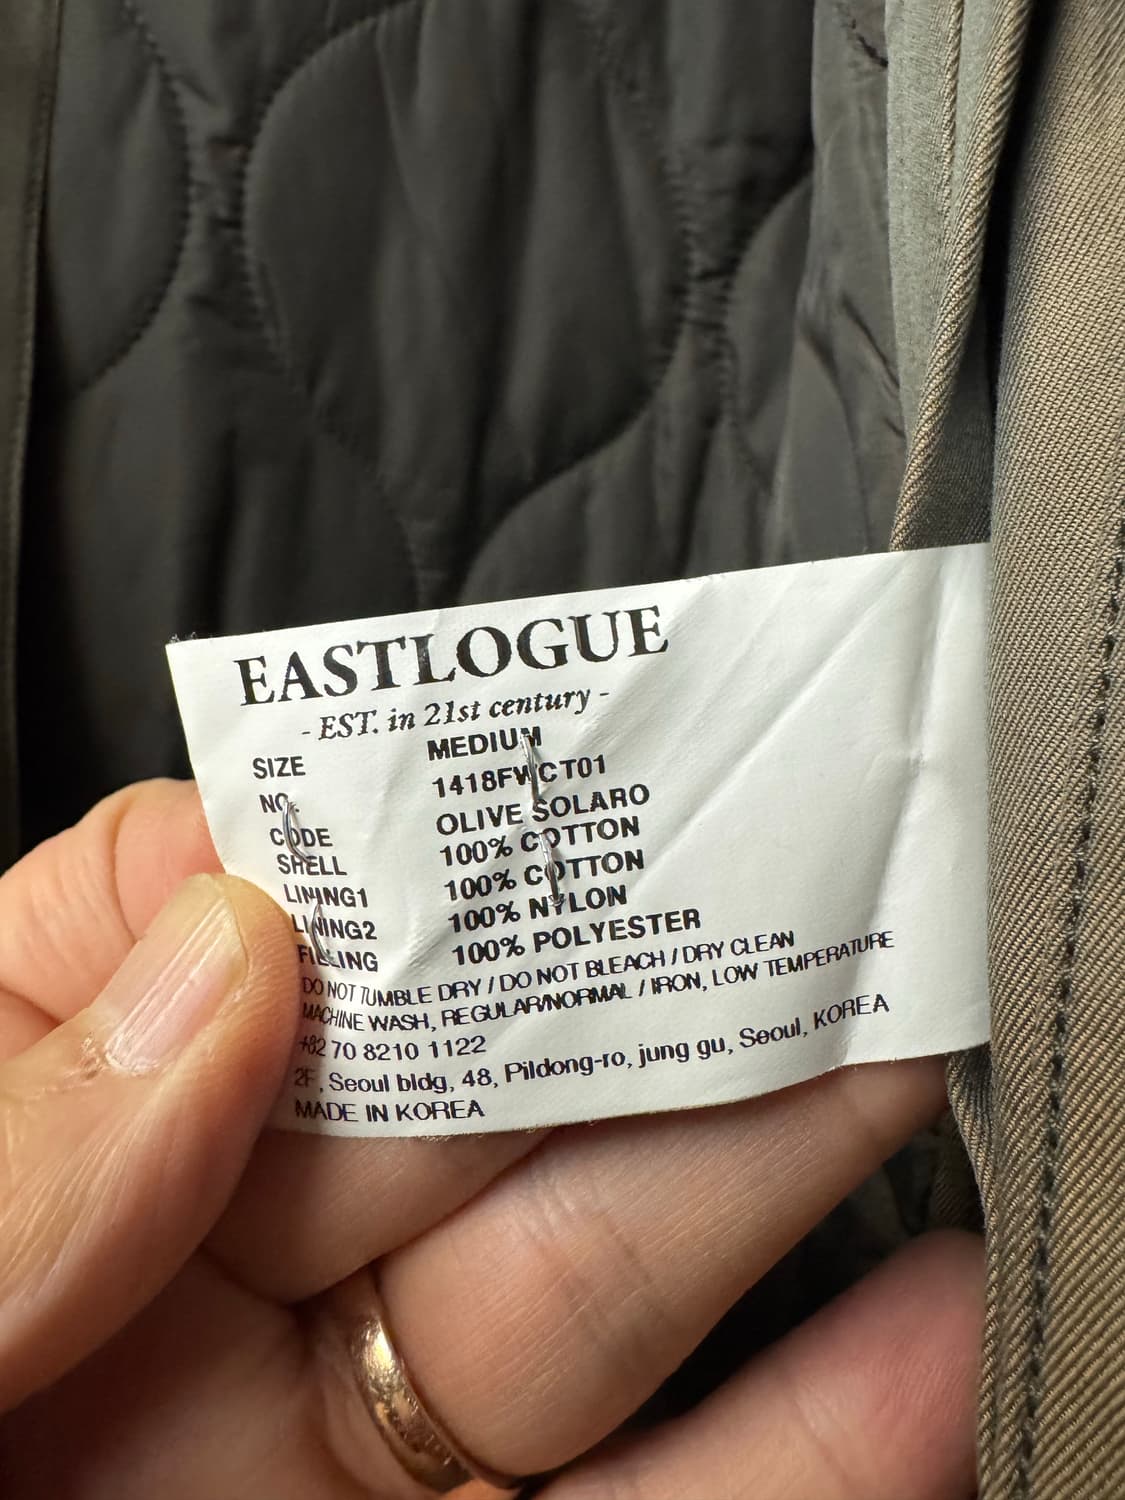 EASTLOGUE
- EST. in 21st century -
SIZE MEDIUM
NO. 1418FWCT01
CODE OLIVE SOLARO
SHELL 100% COTTON
LINING1 100% COTTON
LINING2 100% NYLON
FILLING 100% POLYESTER
DO NOT TUMBLE DRY / DO NOT BLEACH / DRY CLEAN
MACHINE WASH, REGULAR/NORMAL / IRON, LOW TEMPERATURE
+82 70 8210 1122
2F, Seoul bldg, 48, Pildong-ro, jung gu, Seoul, KOREA
MADE IN KOREA